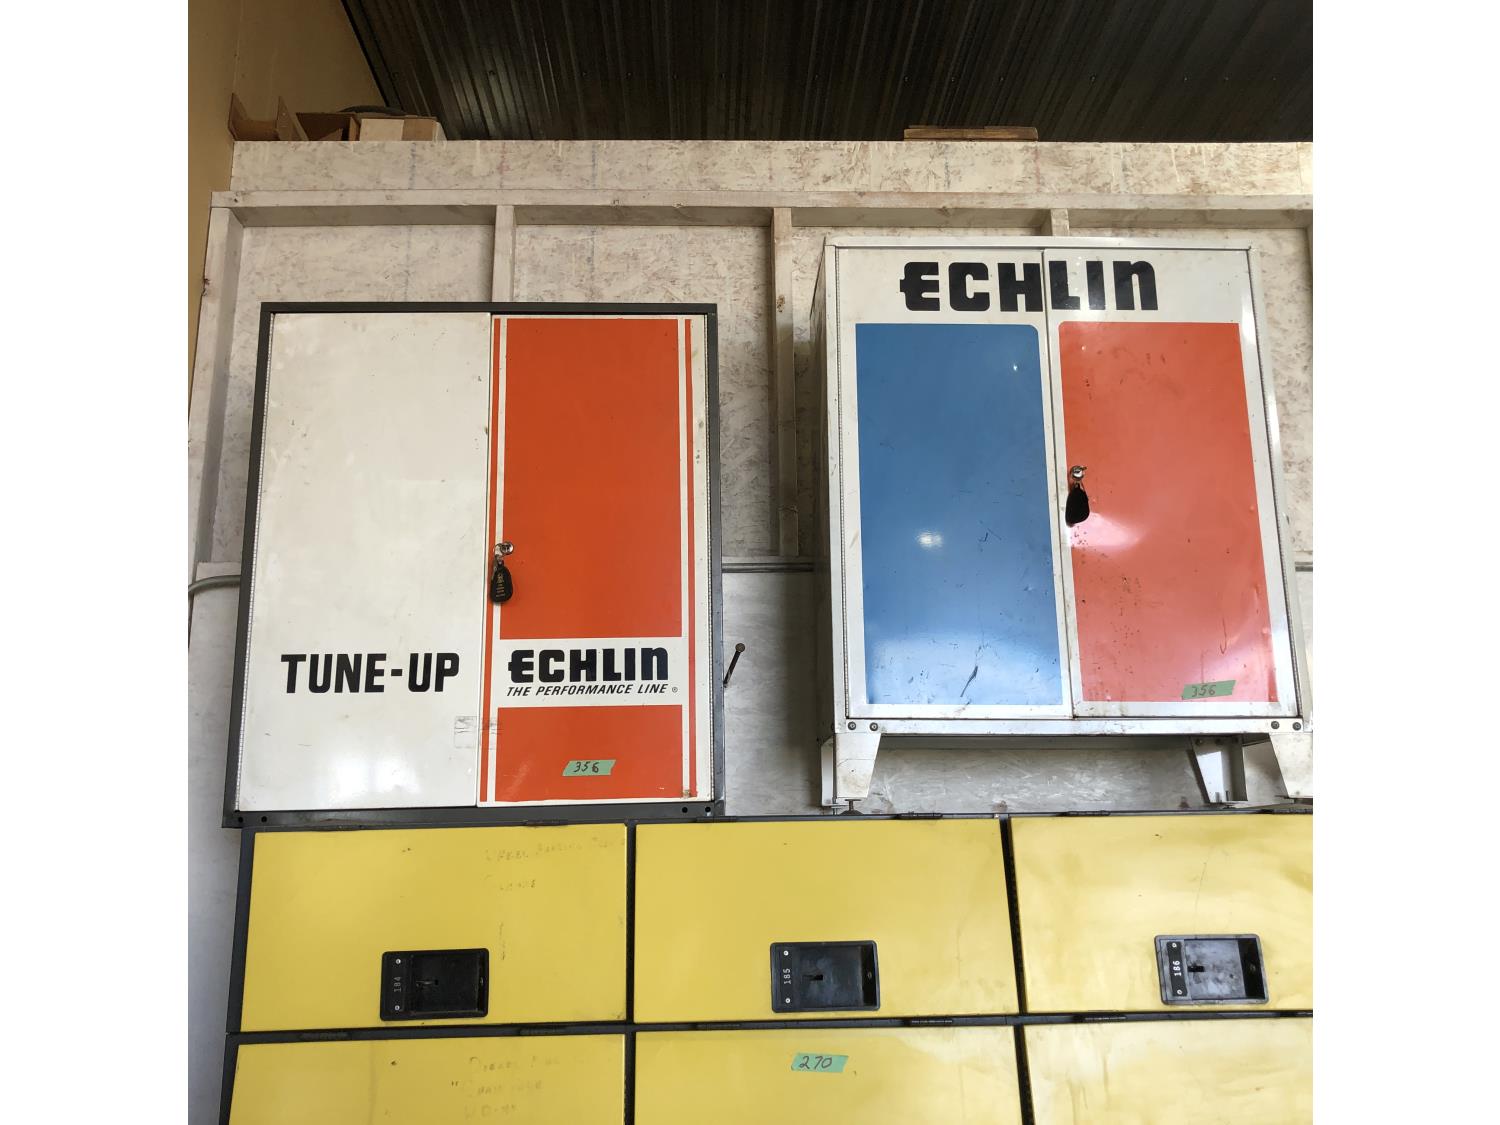 ECHLIN
TUNE-UP
ECHLIN
THE PERFORMANCE LINE ®
356
356
184
185
186
270